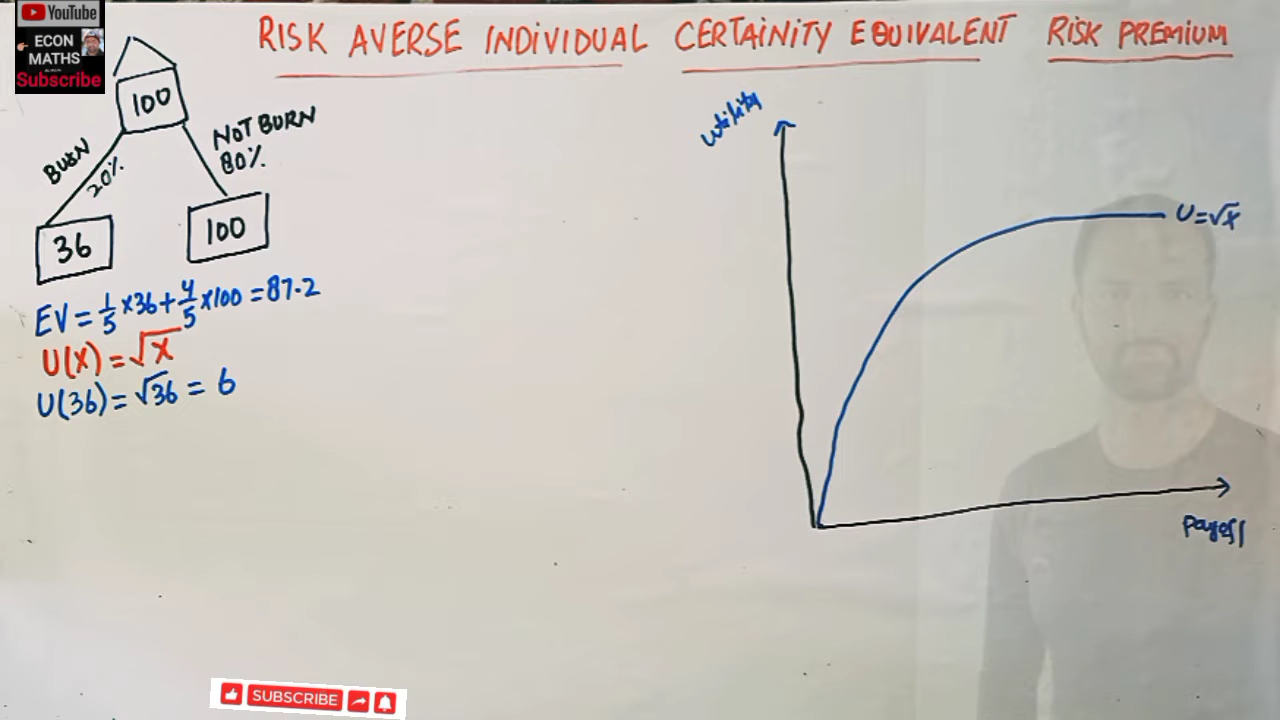 YouTube
ECON
MATHS
Subscribe
RISK AVERSE INDIVIDUAL CERTAINITY EQUIVALENT RISK PREMIUM
100
BURN
20%
NOT BURN
80%
36
100
EV = 1/5 × 36 + 4/5 × 100 = 87.2
U(X) = √X
U(36) = √36 = 6
utility
U = √X
payoff
SUBSCRIBE